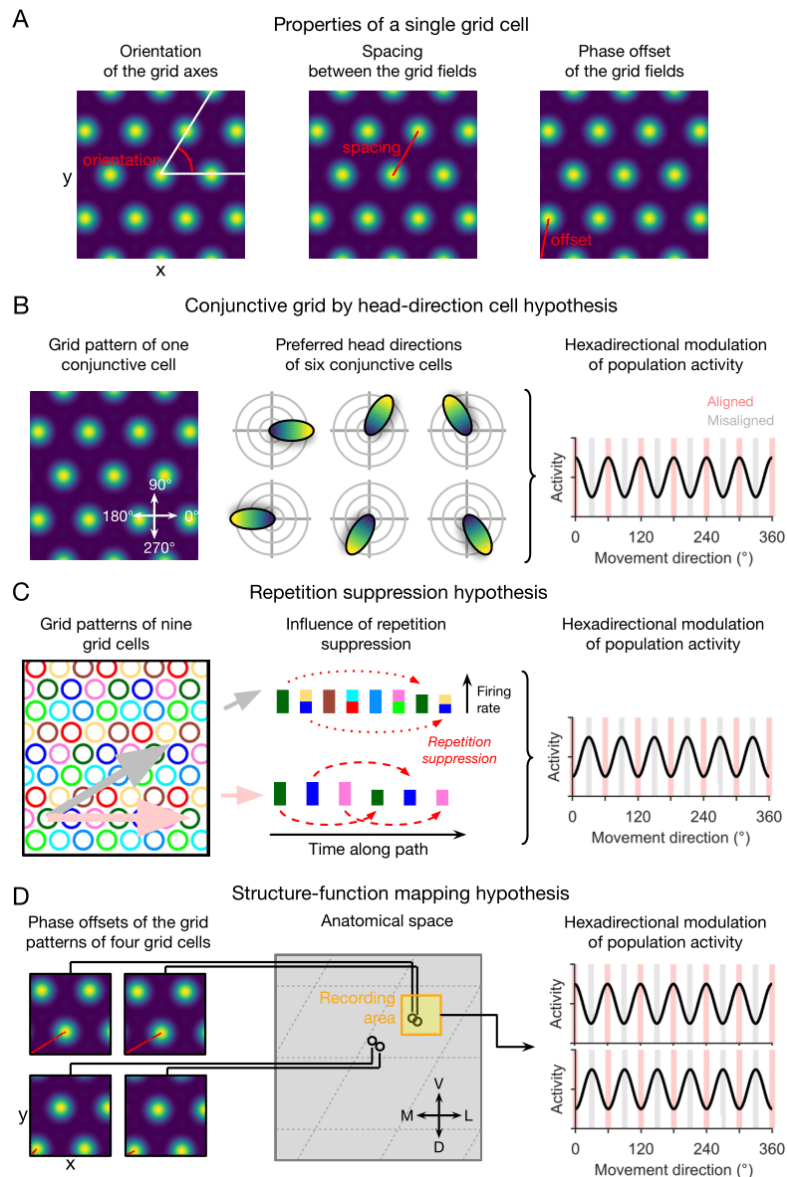 A
Properties of a single grid cell
Orientation
of the grid axes
Spacing
between the grid fields
Phase offset
of the grid fields
orientation
spacing
offset
y
x
B
Conjunctive grid by head-direction cell hypothesis
Grid pattern of one
conjunctive cell
Preferred head directions
of six conjunctive cells
Hexadirectional modulation
of population activity
90°
180°
0°
270°
Aligned
Misaligned
Activity
0 120 240 360
Movement direction (°)
C
Repetition suppression hypothesis
Grid patterns of nine
grid cells
Influence of repetition
suppression
Hexadirectional modulation
of population activity
Firing
rate
Repetition
suppression
Time along path
Activity
0 120 240 360
Movement direction (°)
D
Structure-function mapping hypothesis
Phase offsets of the grid
patterns of four grid cells
Anatomical space
Hexadirectional modulation
of population activity
Recording
area
V
M L
D
y
x
Activity
Activity
0 120 240 360
Movement direction (°)